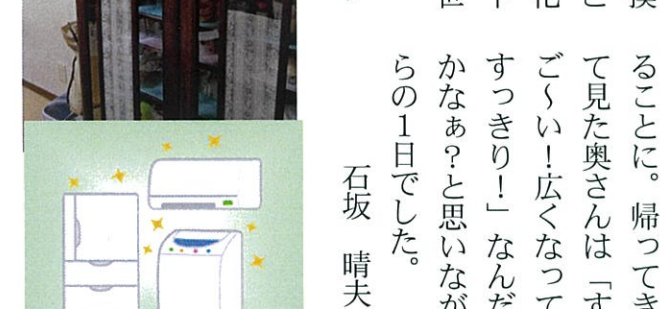 ることに。帰ってき
て見た奥さんは「す
ご～い！広くなって
すっきり！」なんだ
かなぁ？と思いなが
らの１日でした。
石坂　晴夫